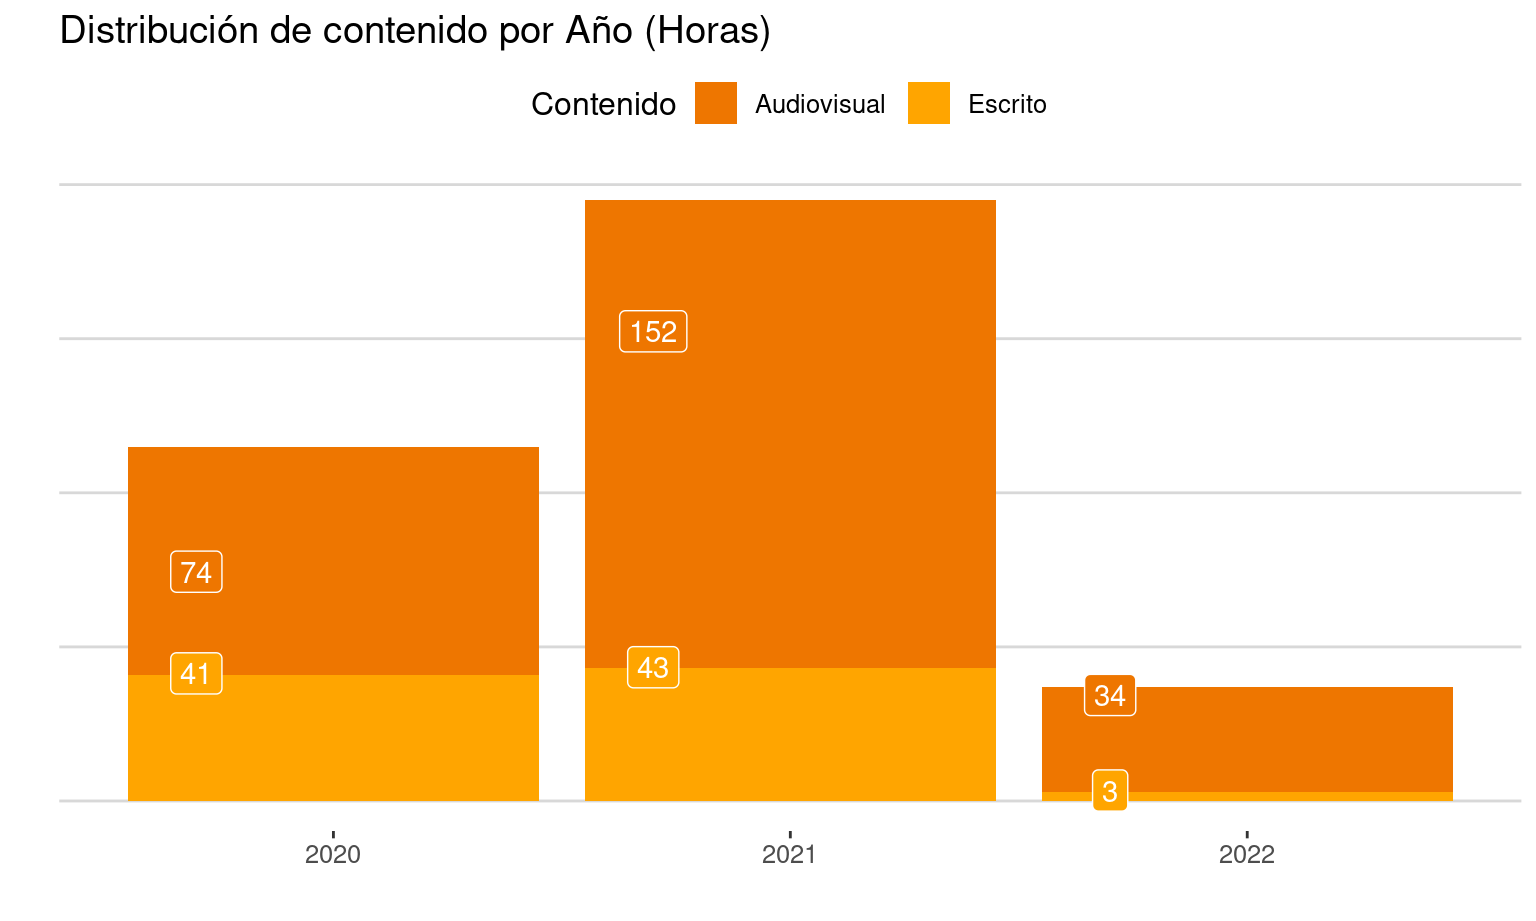 Distribución de contenido por Año (Horas)
Contenido Audiovisual Escrito
152
74
41
43
34
3
2020 2021 2022